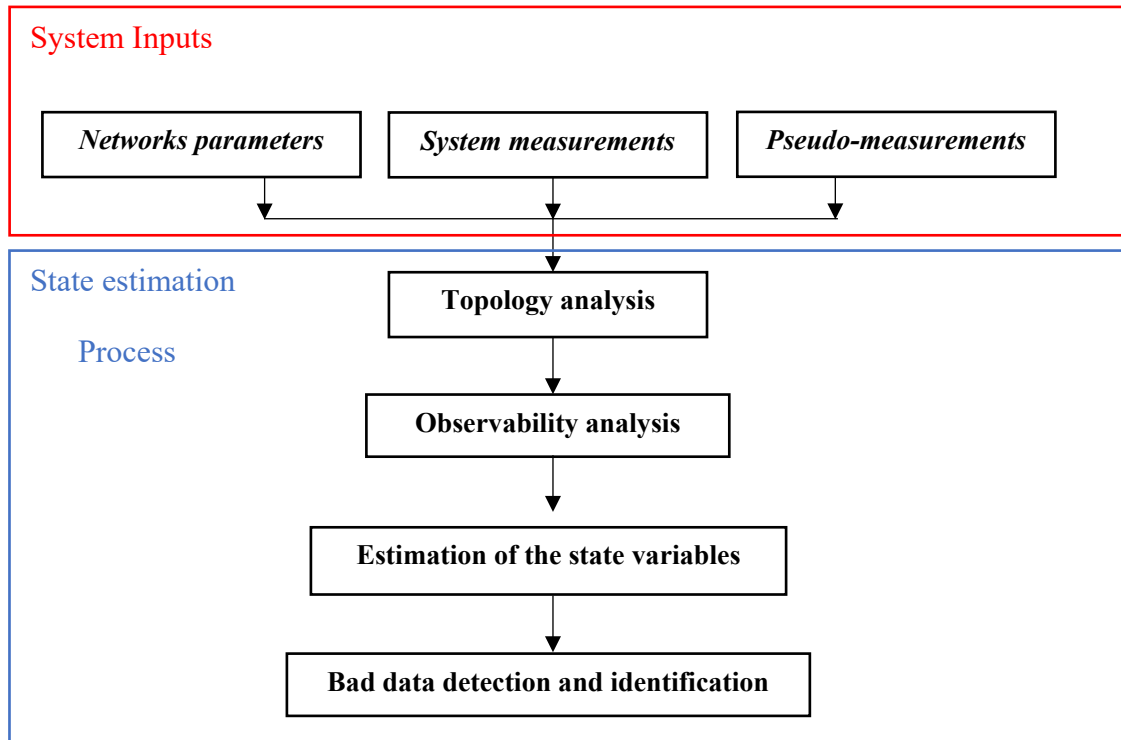 System Inputs
Networks parameters
System measurements
Pseudo-measurements
State estimation
Process
Topology analysis
Observability analysis
Estimation of the state variables
Bad data detection and identification